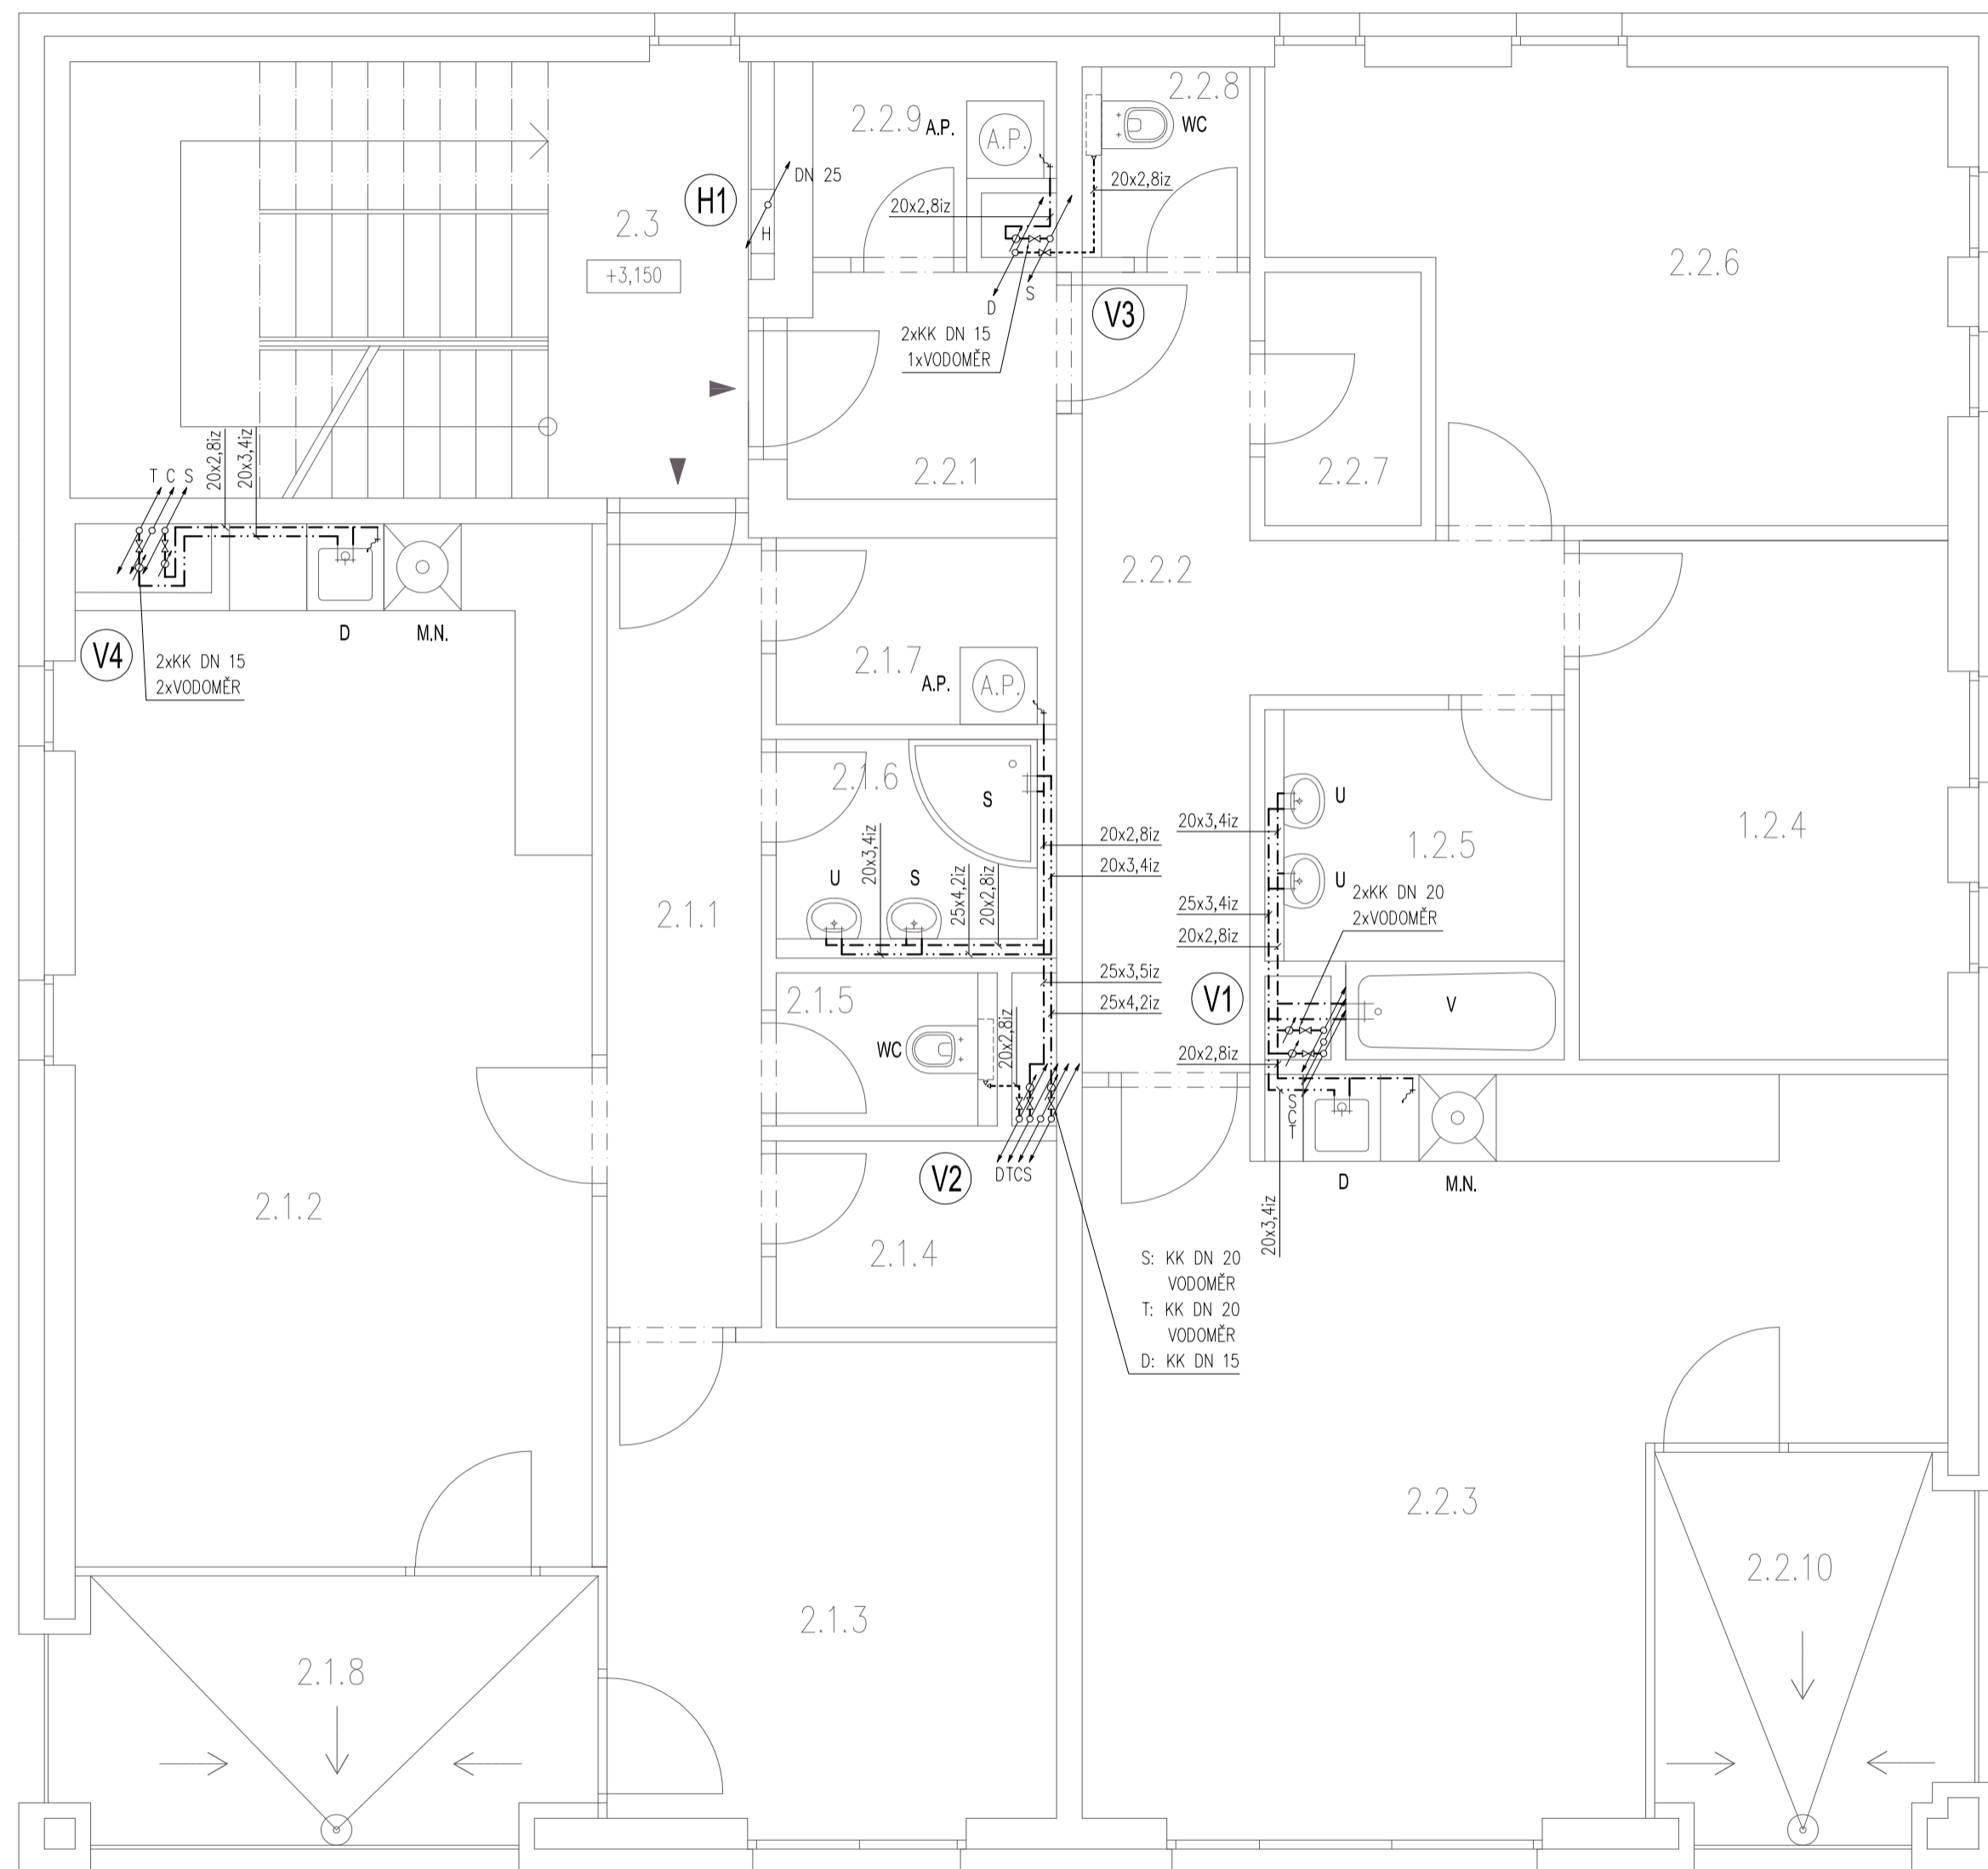 2.2.8
WC
2.2.9
A.P.
A.P.
DN 25
20x2,8iz
20x2,8iz
H1
H
2.3
+3,150
2.2.6
D
S
V3
2xKK DN 15
1xVODOMĚR
T C S
20x2,8iz
20x3,4iz
2.2.1
2.2.7
2.2.2
D
M.N.
V4
2xKK DN 15
2xVODOMĚR
2.1.7
A.P.
A.P.
2.1.6
S
20x3,4iz
25x4,2iz
20x2,8iz
U
S
20x2,8iz
20x3,4iz
20x3,4iz
U
1.2.5
1.2.4
U
2xKK DN 20
2xVODOMĚR
25x3,4iz
20x2,8iz
2.1.1
25x3,5iz
25x4,2iz
V1
V
2.1.5
WC
20x2,8iz
20x2,8iz
S
C
T
DTCS
V2
D
M.N.
20x3,4iz
2.1.2
2.1.4
S: KK DN 20
VODOMĚR
T: KK DN 20
VODOMĚR
D: KK DN 15
2.2.3
2.2.10
2.1.3
2.1.8